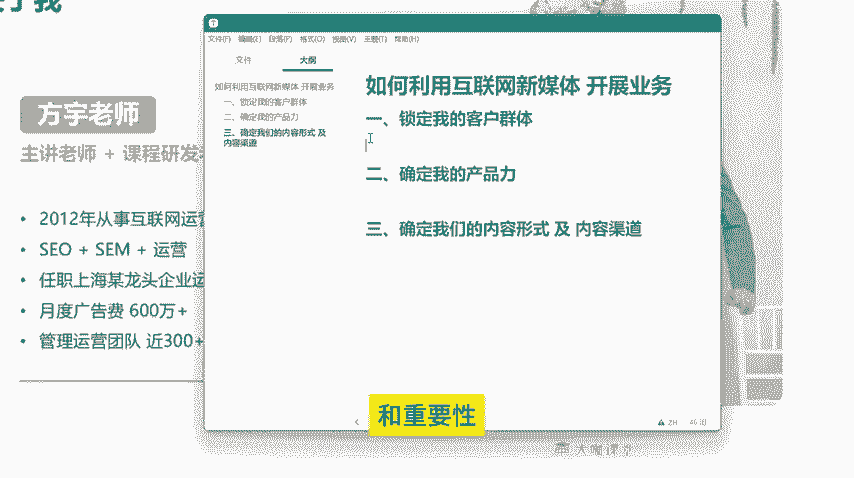 文件(F) 编辑(E) 段落(P) 格式(O) 视图(V) 主题(T) 帮助(H)
文件 大纲
如何利用互联网新媒体 开展业务
一、锁定我的客户群体
二、确定我的产品力
三、确定我们的内容形式 及
内容渠道
如何利用互联网新媒体 开展业务
一、锁定我的客户群体
二、确定我的产品力
三、确定我们的内容形式 及 内容渠道
方宇老师
主讲老师 + 课程研发
2012年从事互联网运营
SEO + SEM + 运营
任职上海某龙头企业运
月度广告费 600万+
管理运营团队 近300+
和重要性
ZH 46 词